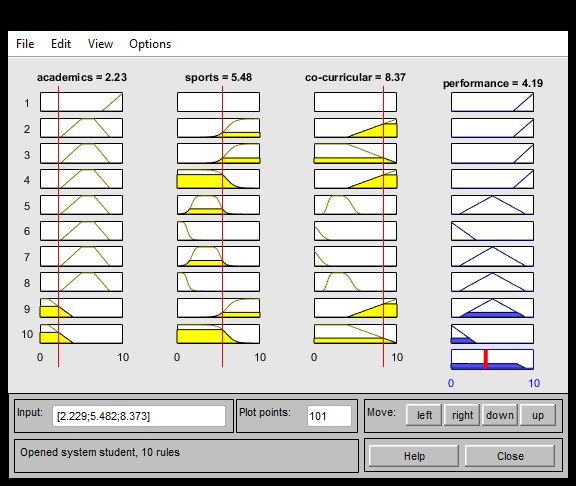 File Edit View Options
academics = 2.23 sports = 5.48 co-curricular = 8.37 performance = 4.19
1
2
3
4
5
6
7
8
9
10
0 10 0 10 0 10
0 10
Input: [2.229;5.482;8.373] Plot points: 101 Move: left right down up
Opened system student, 10 rules
Help Close